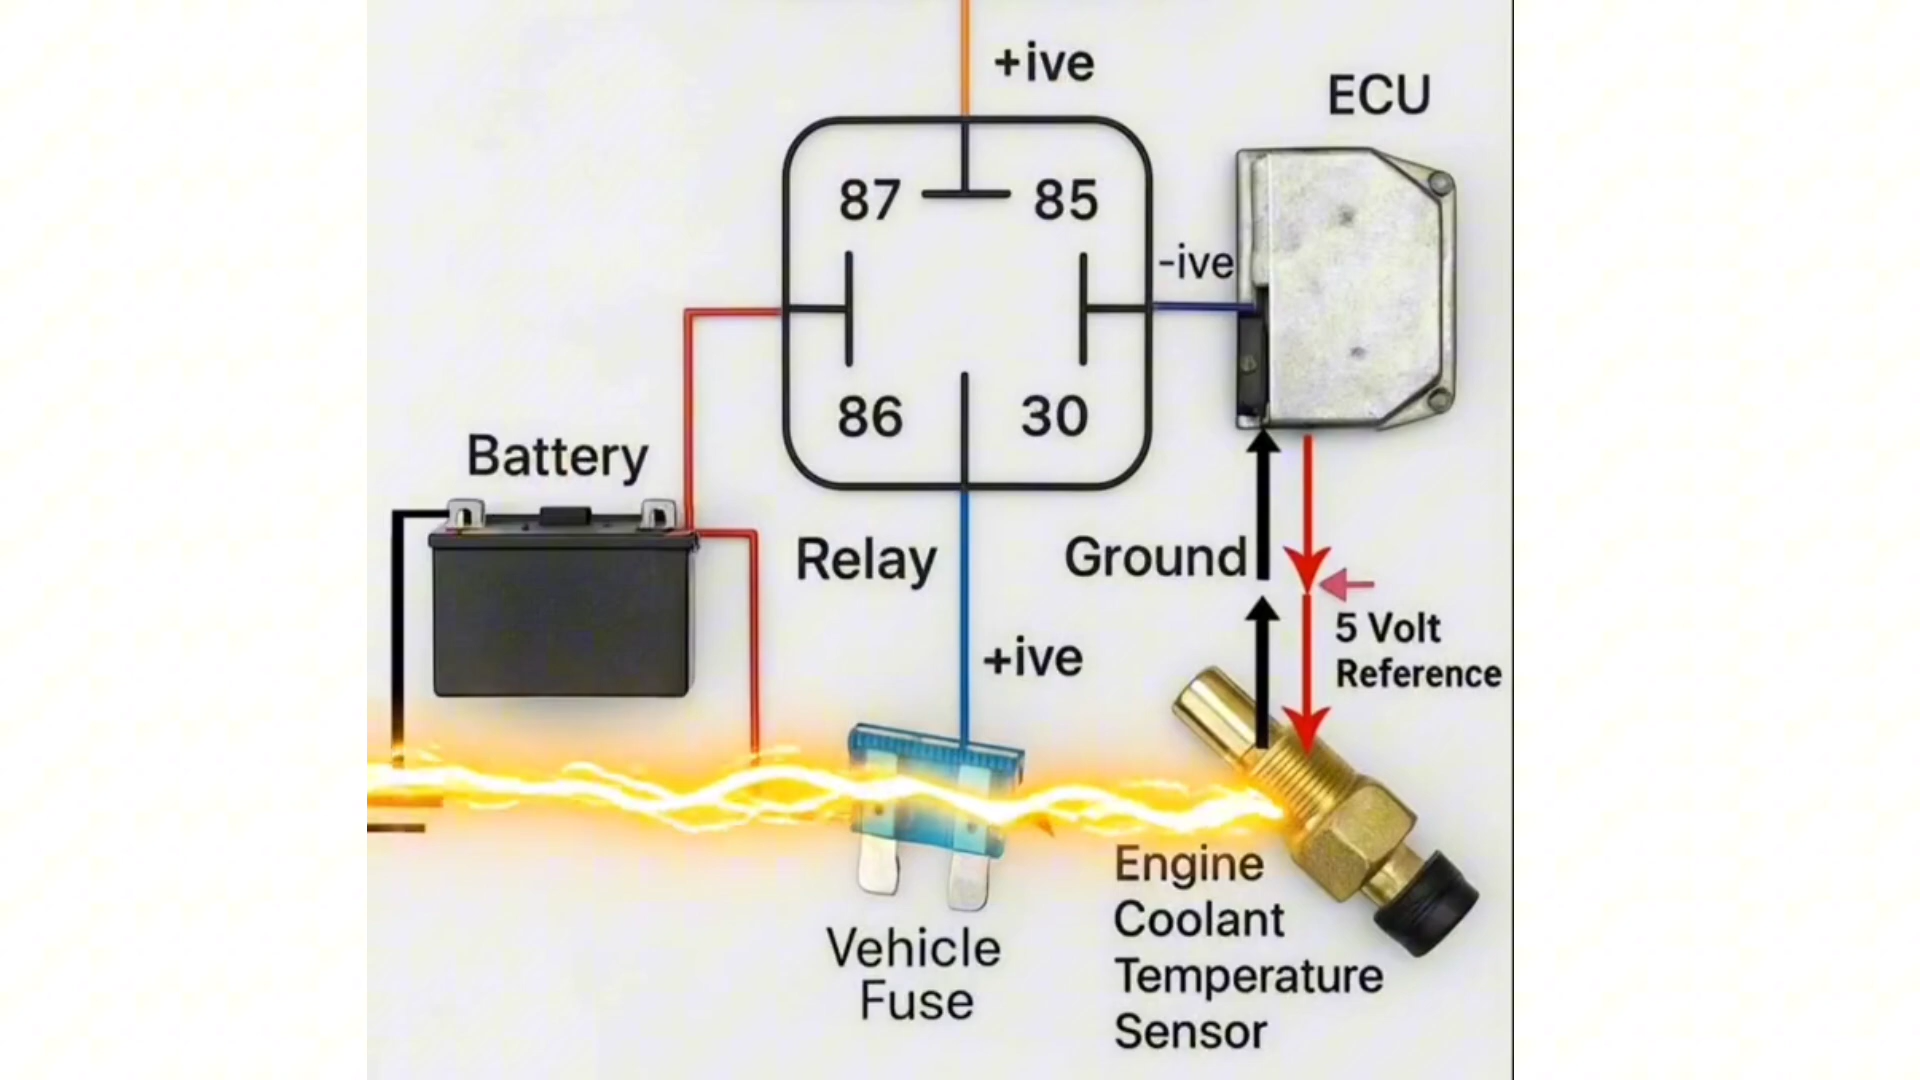 +ive
ECU
87
85
-ive
86
30
Battery
Relay
Ground
5 Volt
Reference
+ive
Engine
Coolant
Temperature
Sensor
Vehicle
Fuse